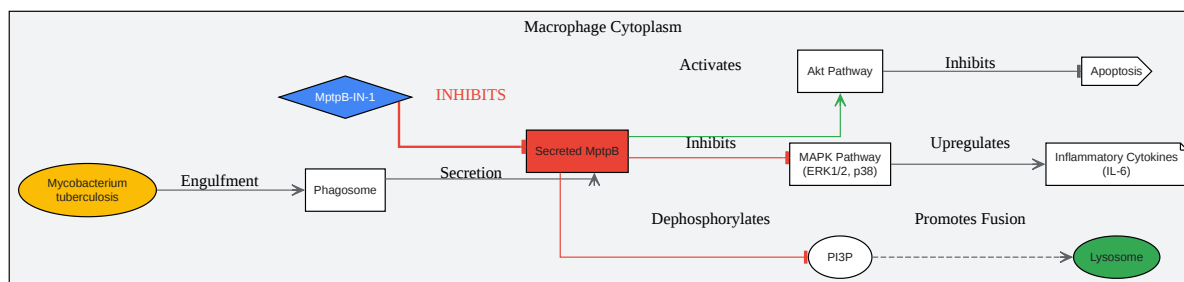 Macrophage Cytoplasm
Activates
Akt Pathway
Inhibits
Apoptosis
MptpB-IN-1
INHIBITS
Secreted MptpB
Inhibits
MAPK Pathway
(ERK1/2, p38)
Upregulates
Inflammatory Cytokines
(IL-6)
Mycobacterium
tuberculosis
Engulfment
Phagosome
Secretion
Dephosphorylates
PI3P
Promotes Fusion
Lysosome